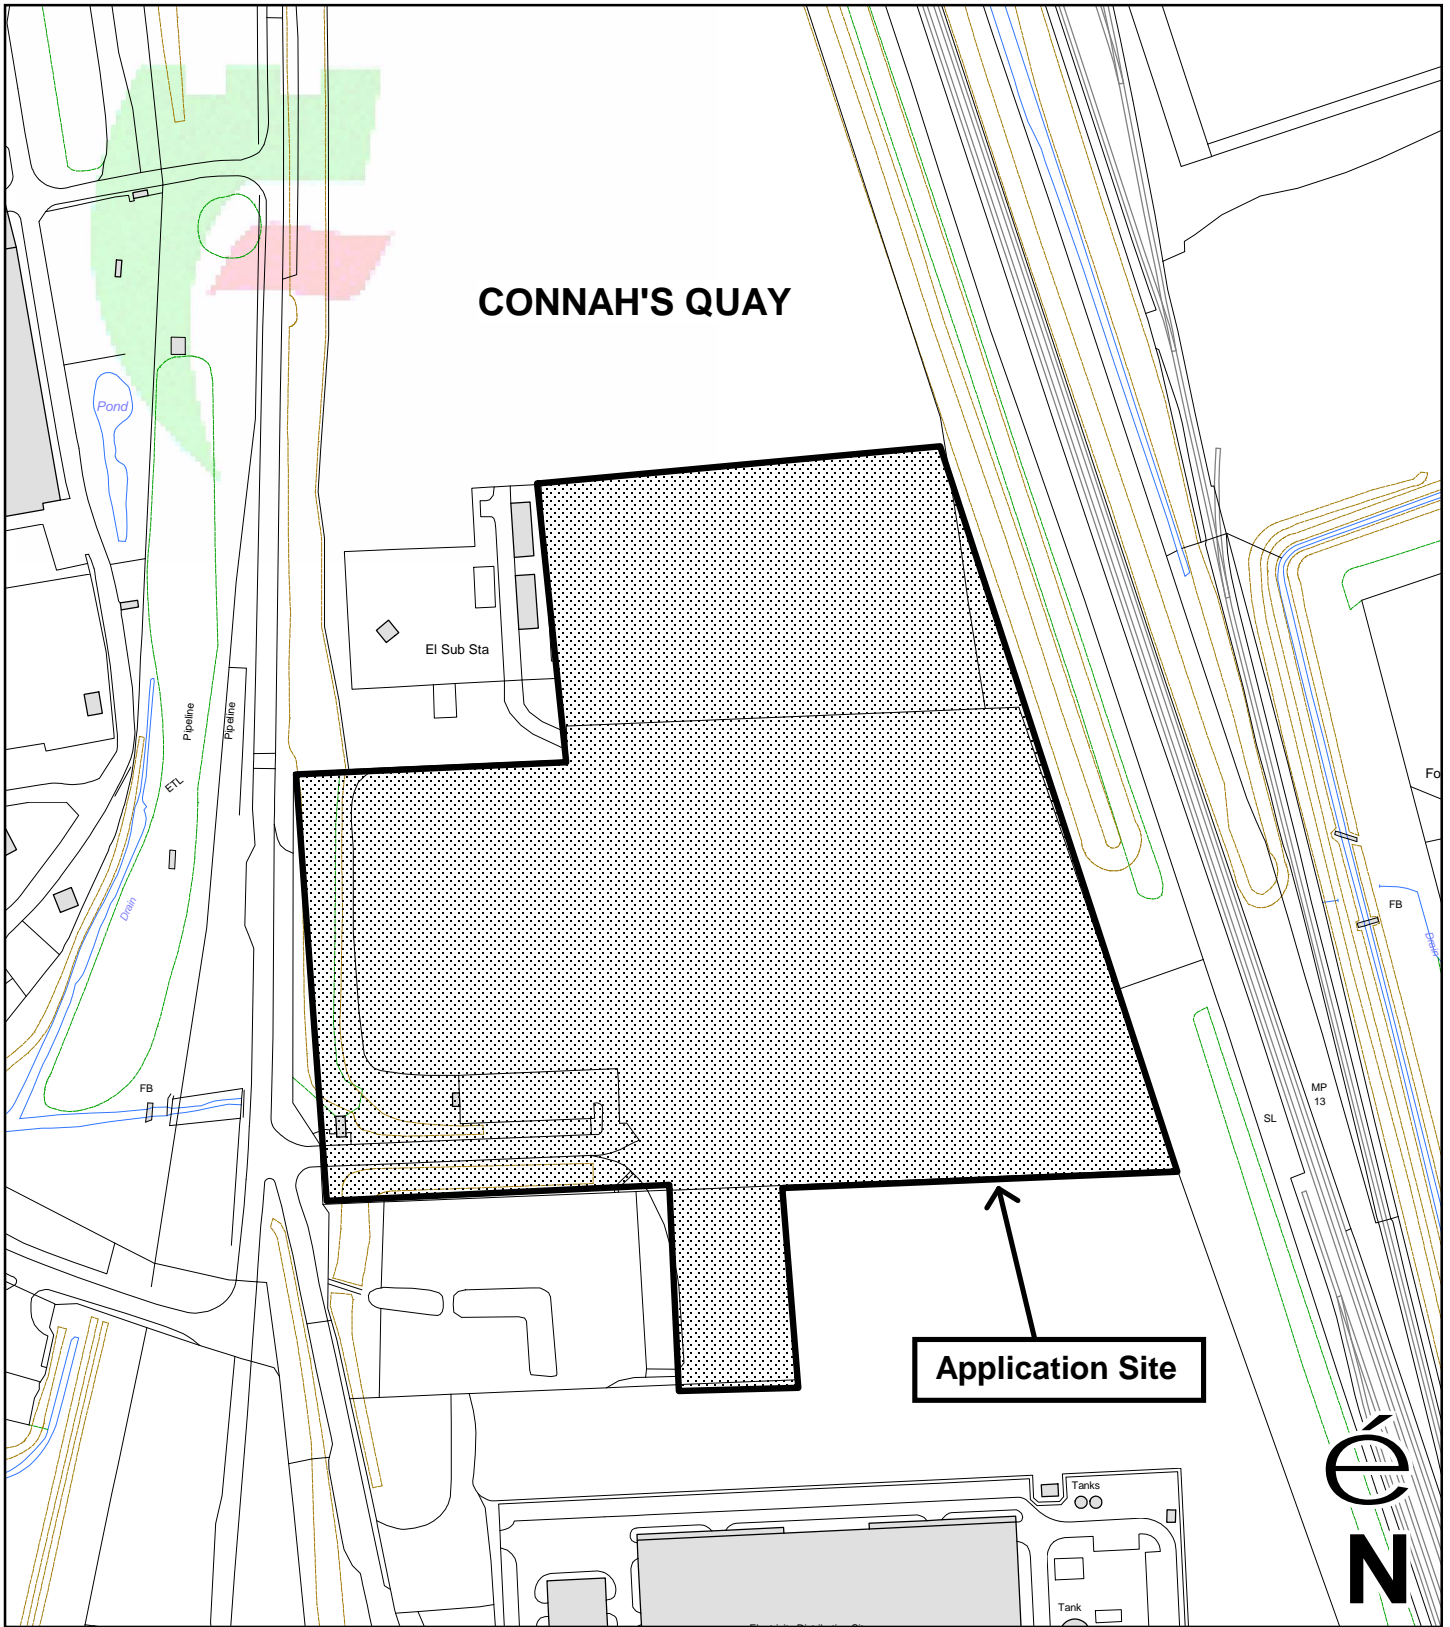 CONNAH'S QUAY
Pond
El Sub Sta
Pipeline
Pipeline
ETL
Drain
Fo
FB
Drain
FB
MP
13
SL
Application Site
é
N
Tanks
Tank